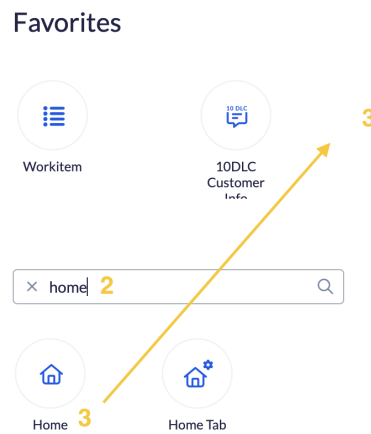 Favorites
10 DLC
3
Workitem
10DLC
Customer
Info
× home 2
Home 3
Home Tab